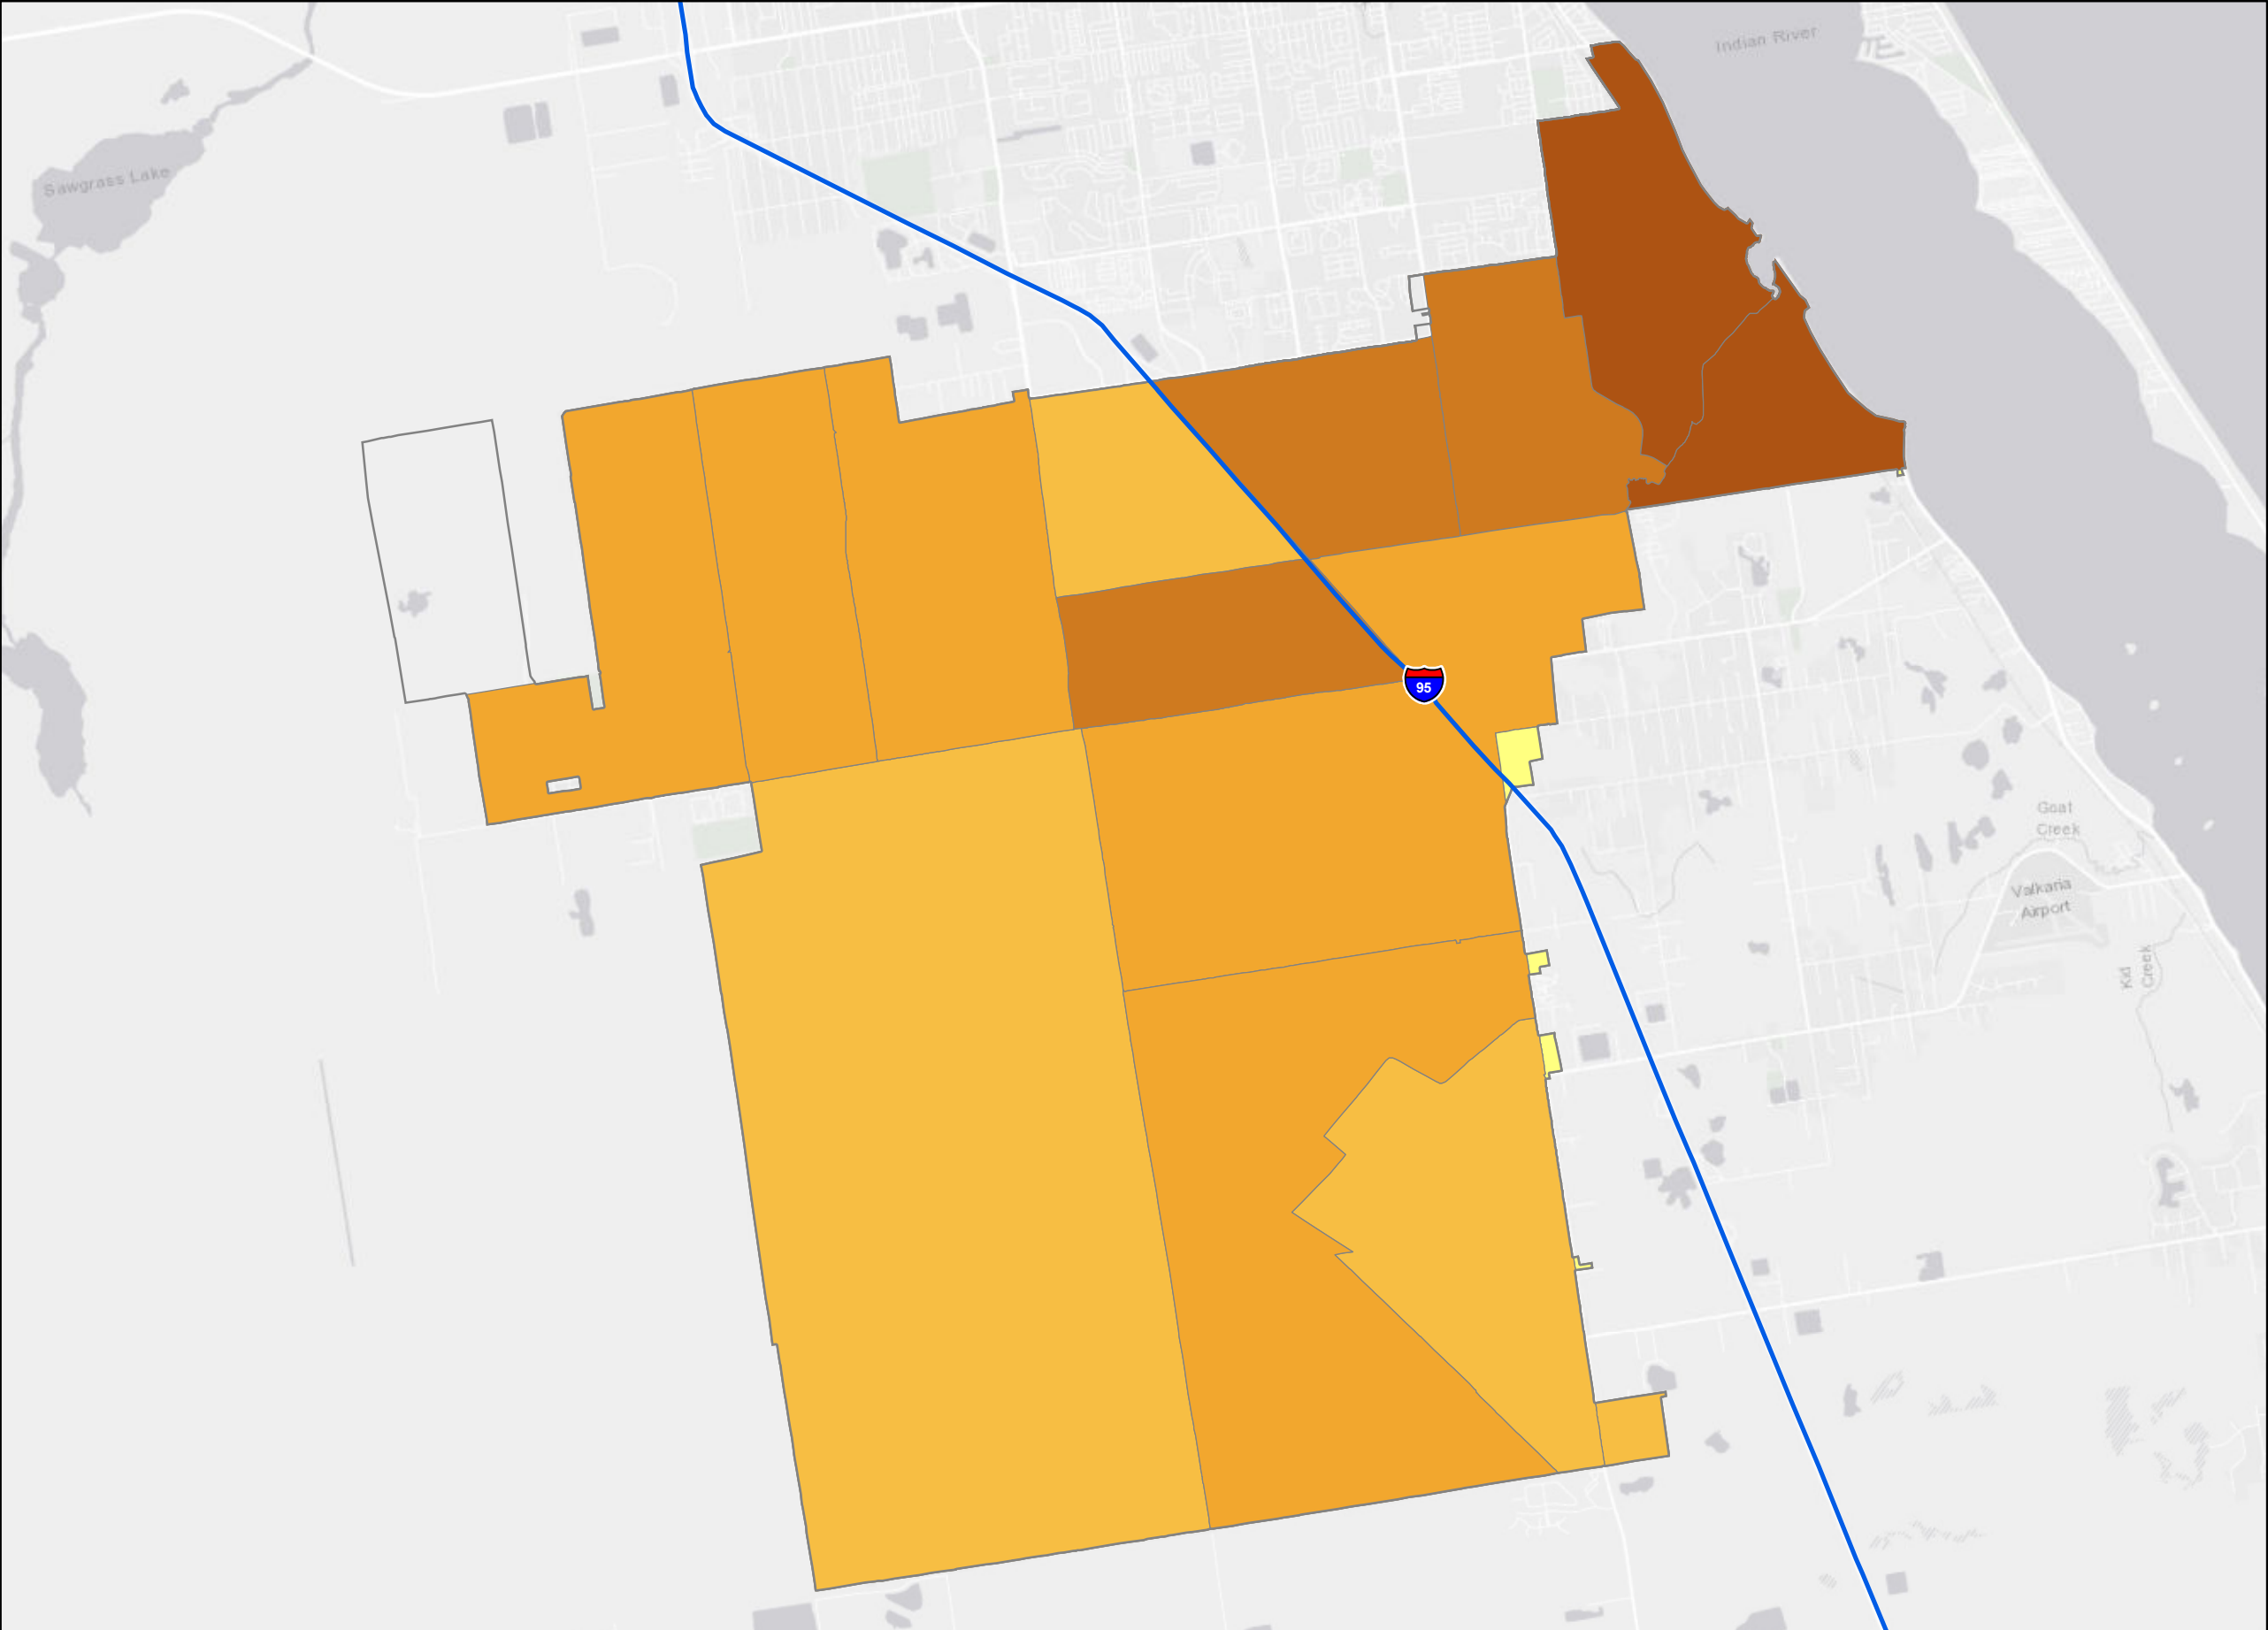 Indian River
Sawgrass Lake
95
Goat
Creek
Valkaria
Airport
Kid
Creek